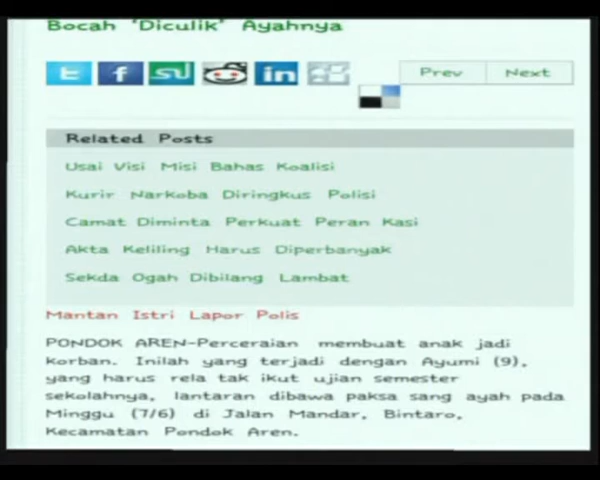 Bocah 'Diculik' Ayahnya
Prev
Next
Related Posts
Usai Visi Misi Bahas Koalisi
Kurir Narkoba Diringkus Polisi
Camat Diminta Perkuat Peran Kasi
Akta Keliling Harus Diperbanyak
Sekda Ogah Dibilang Lambat
Mantan Istri Lapor Polis
PONDOK AREN-Perceraian membuat anak jadi
korban. Inilah yang terjadi dengan Ayumi (9),
yang harus rela tak ikut ujian semester
sekolahnya, lantaran dibawa paksa sang ayah pada
Minggu (7/6) di Jalan Mandar, Bintaro,
Kecamatan Pondok Aren.